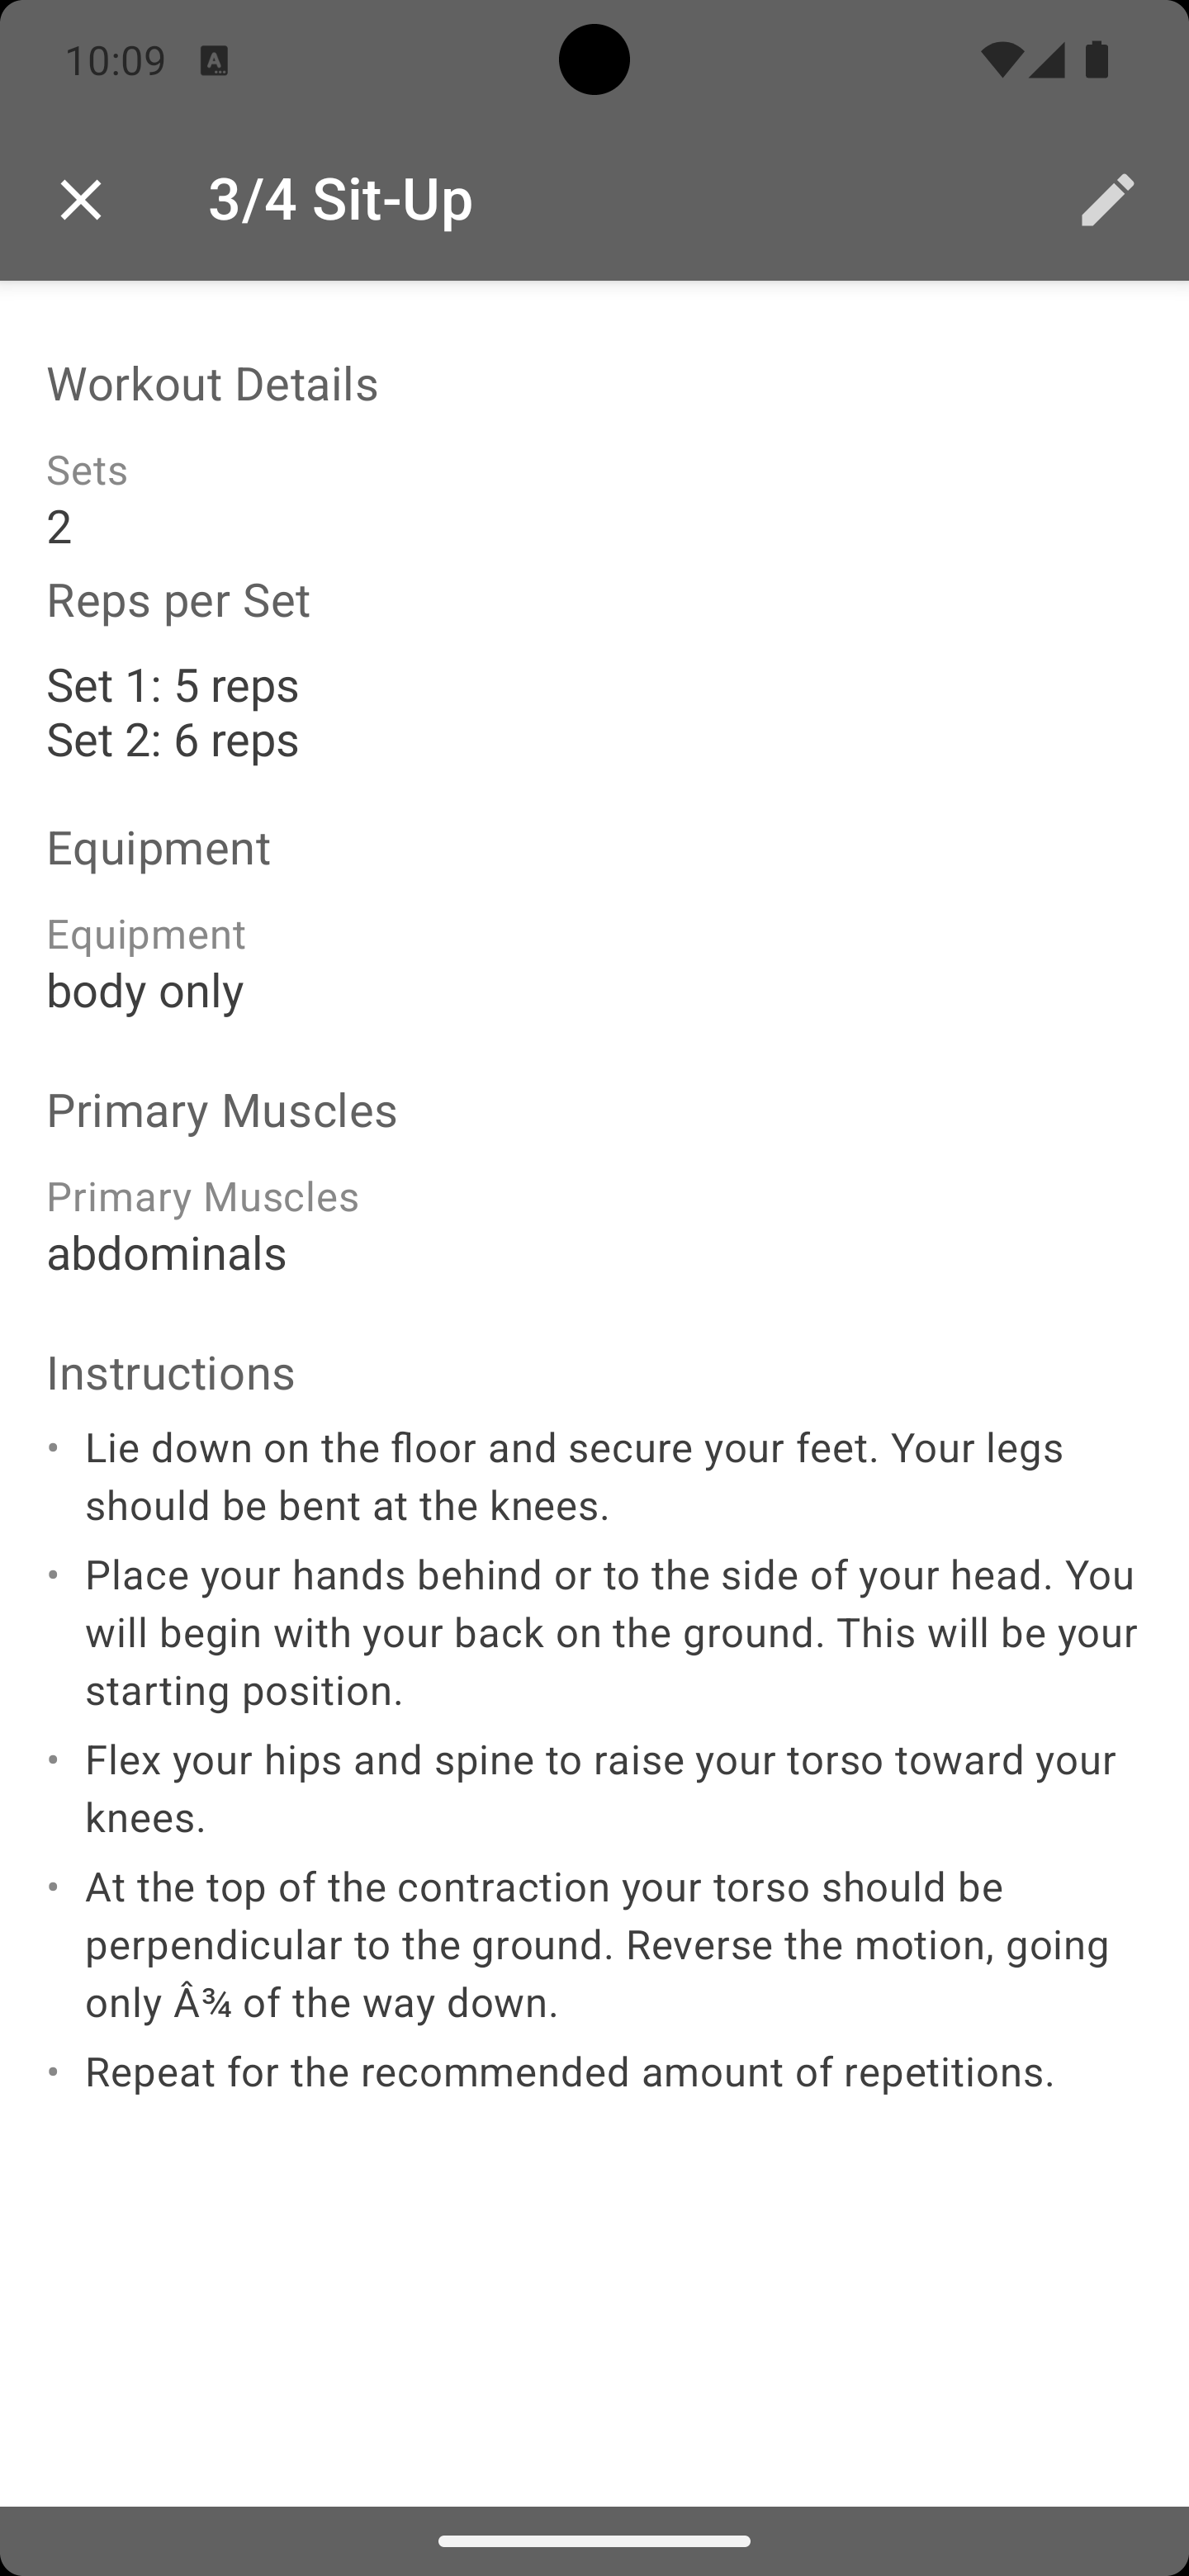 10:09
3/4 Sit-Up
Workout Details
Sets
2
Reps per Set
Set 1: 5 reps
Set 2: 6 reps
Equipment
Equipment
body only
Primary Muscles
Primary Muscles
abdominals
Instructions
• Lie down on the floor and secure your feet. Your legs
should be bent at the knees.
• Place your hands behind or to the side of your head. You
will begin with your back on the ground. This will be your
starting position.
• Flex your hips and spine to raise your torso toward your
knees.
• At the top of the contraction your torso should be
perpendicular to the ground. Reverse the motion, going
only Â¾ of the way down.
• Repeat for the recommended amount of repetitions.